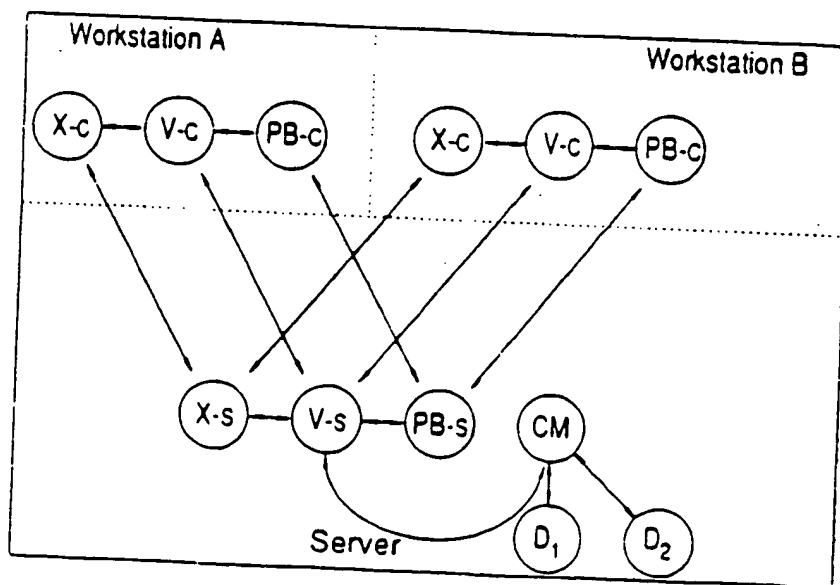 Workstation A
Workstation B
X-c
V-c
PB-c
X-c
V-c
PB-c
X-s
V-s
PB-s
CM
Server
D₁
D₂